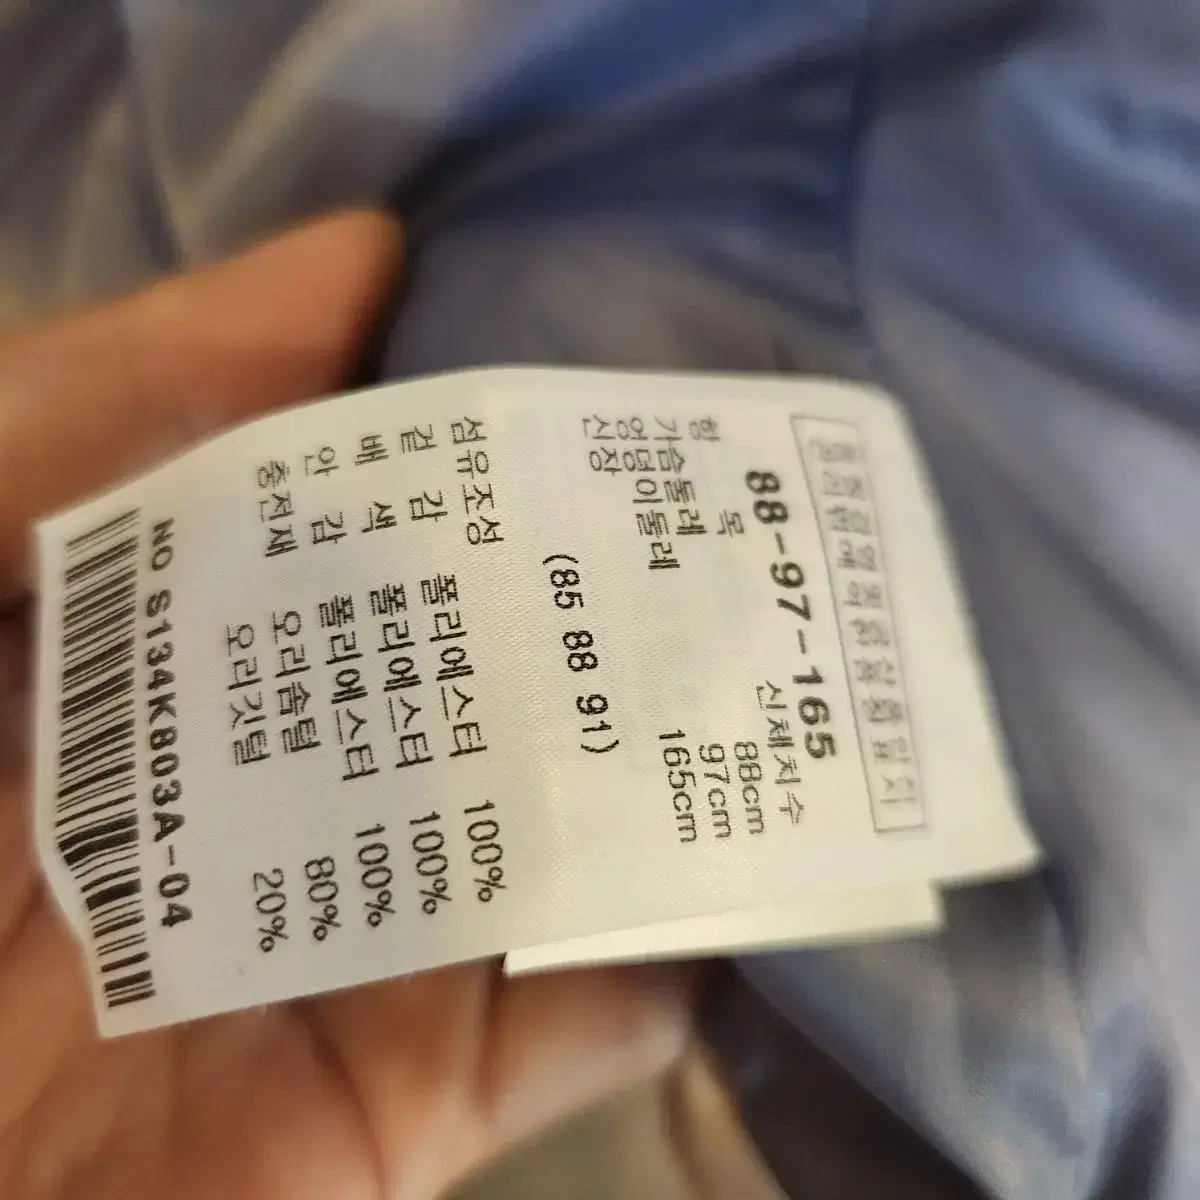 88-97-165
항 목 신체치수
가슴둘레 88cm
엉덩이둘레 97cm
신장 165cm
(85 88 91)
섬유조성
겉 감 폴리에스터 100%
배 색 폴리에스터 100%
안 감 폴리에스터 100%
충전재 오리솜털 80%
오리깃털 20%
NO S134K803A-04